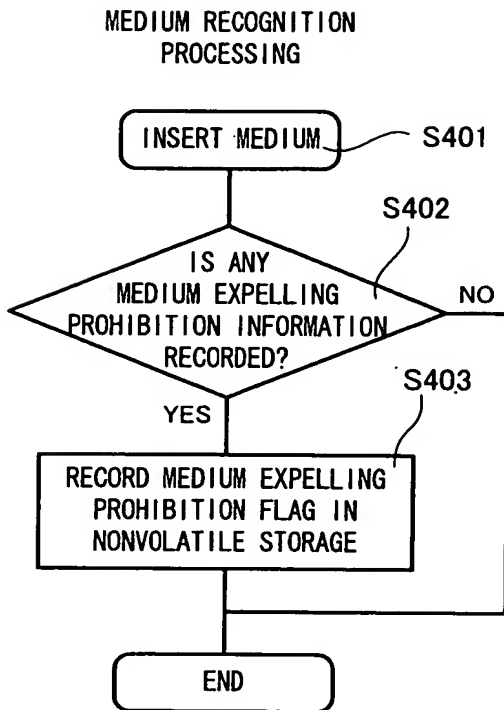 MEDIUM RECOGNITION
PROCESSING
INSERT MEDIUM
S401
S402
IS ANY
MEDIUM EXPELLING
PROHIBITION INFORMATION
RECORDED?
NO
S403
YES
RECORD MEDIUM EXPELLING
PROHIBITION FLAG IN
NONVOLATILE STORAGE
END